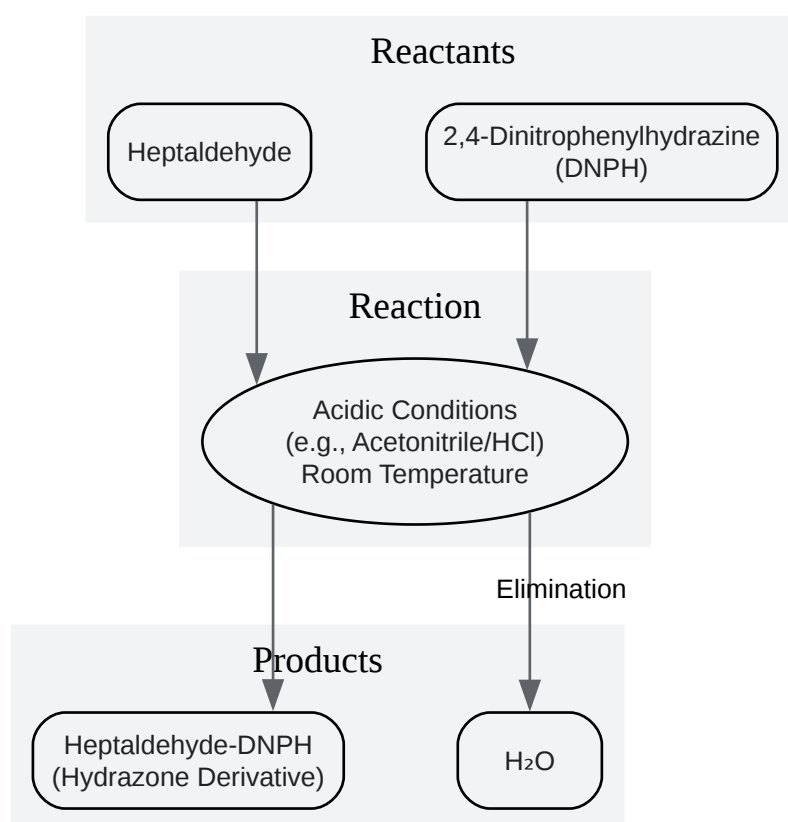 Reactants
Heptaldehyde
2,4-Dinitrophenylhydrazine
(DNPH)
Reaction
Acidic Conditions
(e.g., Acetonitrile/HCl)
Room Temperature
Elimination
Products
Heptaldehyde-DNPH
(Hydrazone Derivative)
H₂O